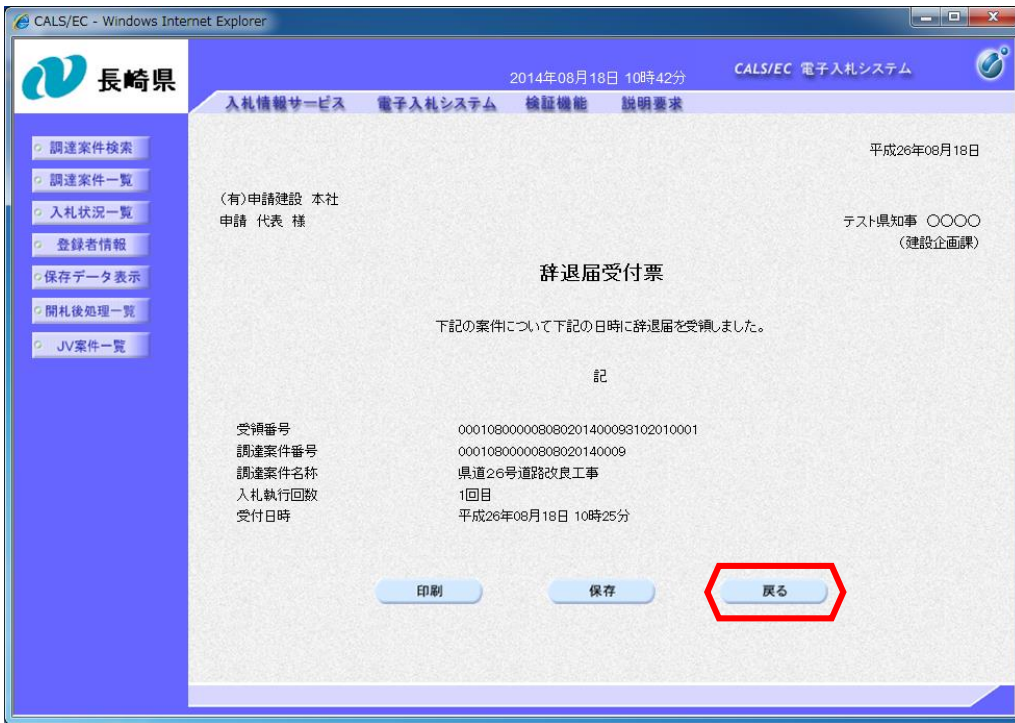 CALS/EC - Windows Internet Explorer
長崎県
2014年08月18日 10時42分
CALS/EC 電子入札システム
入札情報サービス 電子入札システム 検証機能 説明要求
調達案件検索
調達案件一覧
入札状況一覧
登録者情報
保存データ表示
開札後処理一覧
JV案件一覧
平成26年08月18日
(有)申請建設 本社
申請 代表 様
テスト県知事 〇〇〇〇
(建設企画課)
辞退届受付票
下記の案件について下記の日時に辞退届を受領しました。
記
受領番号 000108000008080201400093102010001
調達案件番号 00010800000808020140009
調達案件名称 県道26号道路改良工事
入札執行回数 1回目
受付日時 平成26年08月18日 10時25分
印刷 保存 戻る